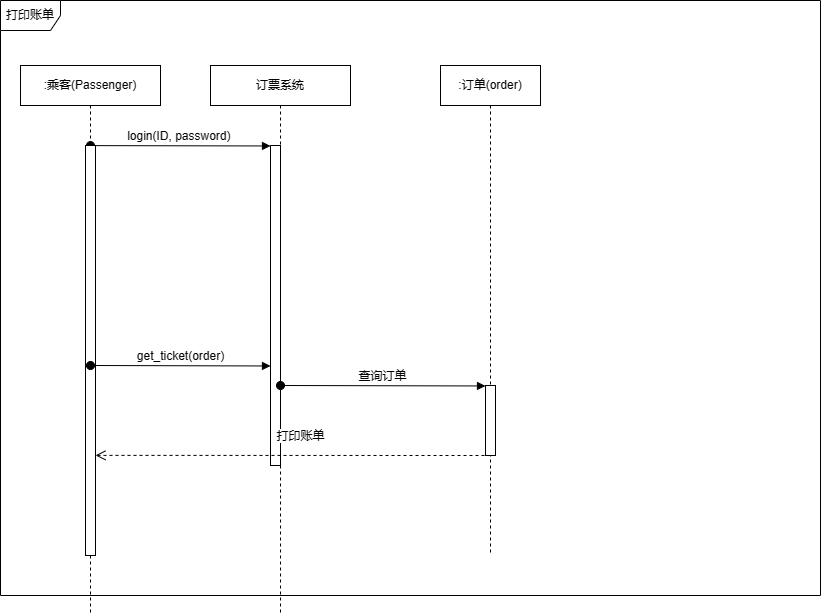 打印账单
:乘客(Passenger)
订票系统
:订单(order)
login(ID, password)
get_ticket(order)
查询订单
打印账单